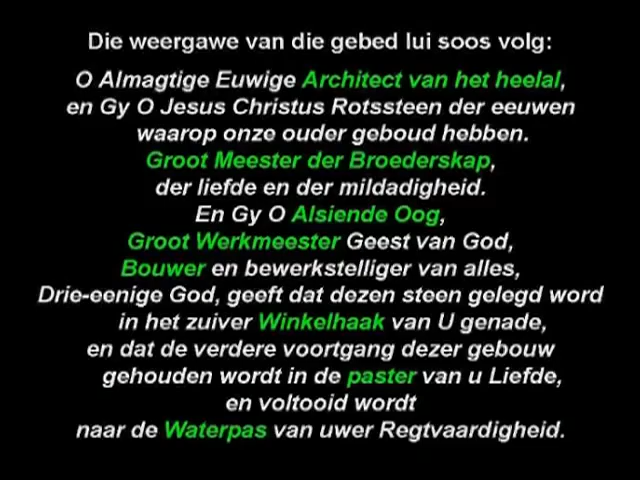 Die weergawe van die gebed lui soos volg:
O Almagtige Euwige Architect van het heelal,
en Gy O Jesus Christus Rotssteen der eeuwen
waarop onze ouder geboud hebben.
Groot Meester der Broederskap,
der liefde en der mildadigheid.
En Gy O Alsiende Oog,
Groot Werkmeester Geest van God,
Bouwer en bewerkstelliger van alles,
Drie-eenige God, geeft dat dezen steen gelegd word
in het zuiver Winkelhaak van U genade,
en dat de verdere voortgang dezer gebouw
gehouden wordt in de paster van u Liefde,
en voltooid wordt
naar de Waterpas van uwer Regtvaardigheid.